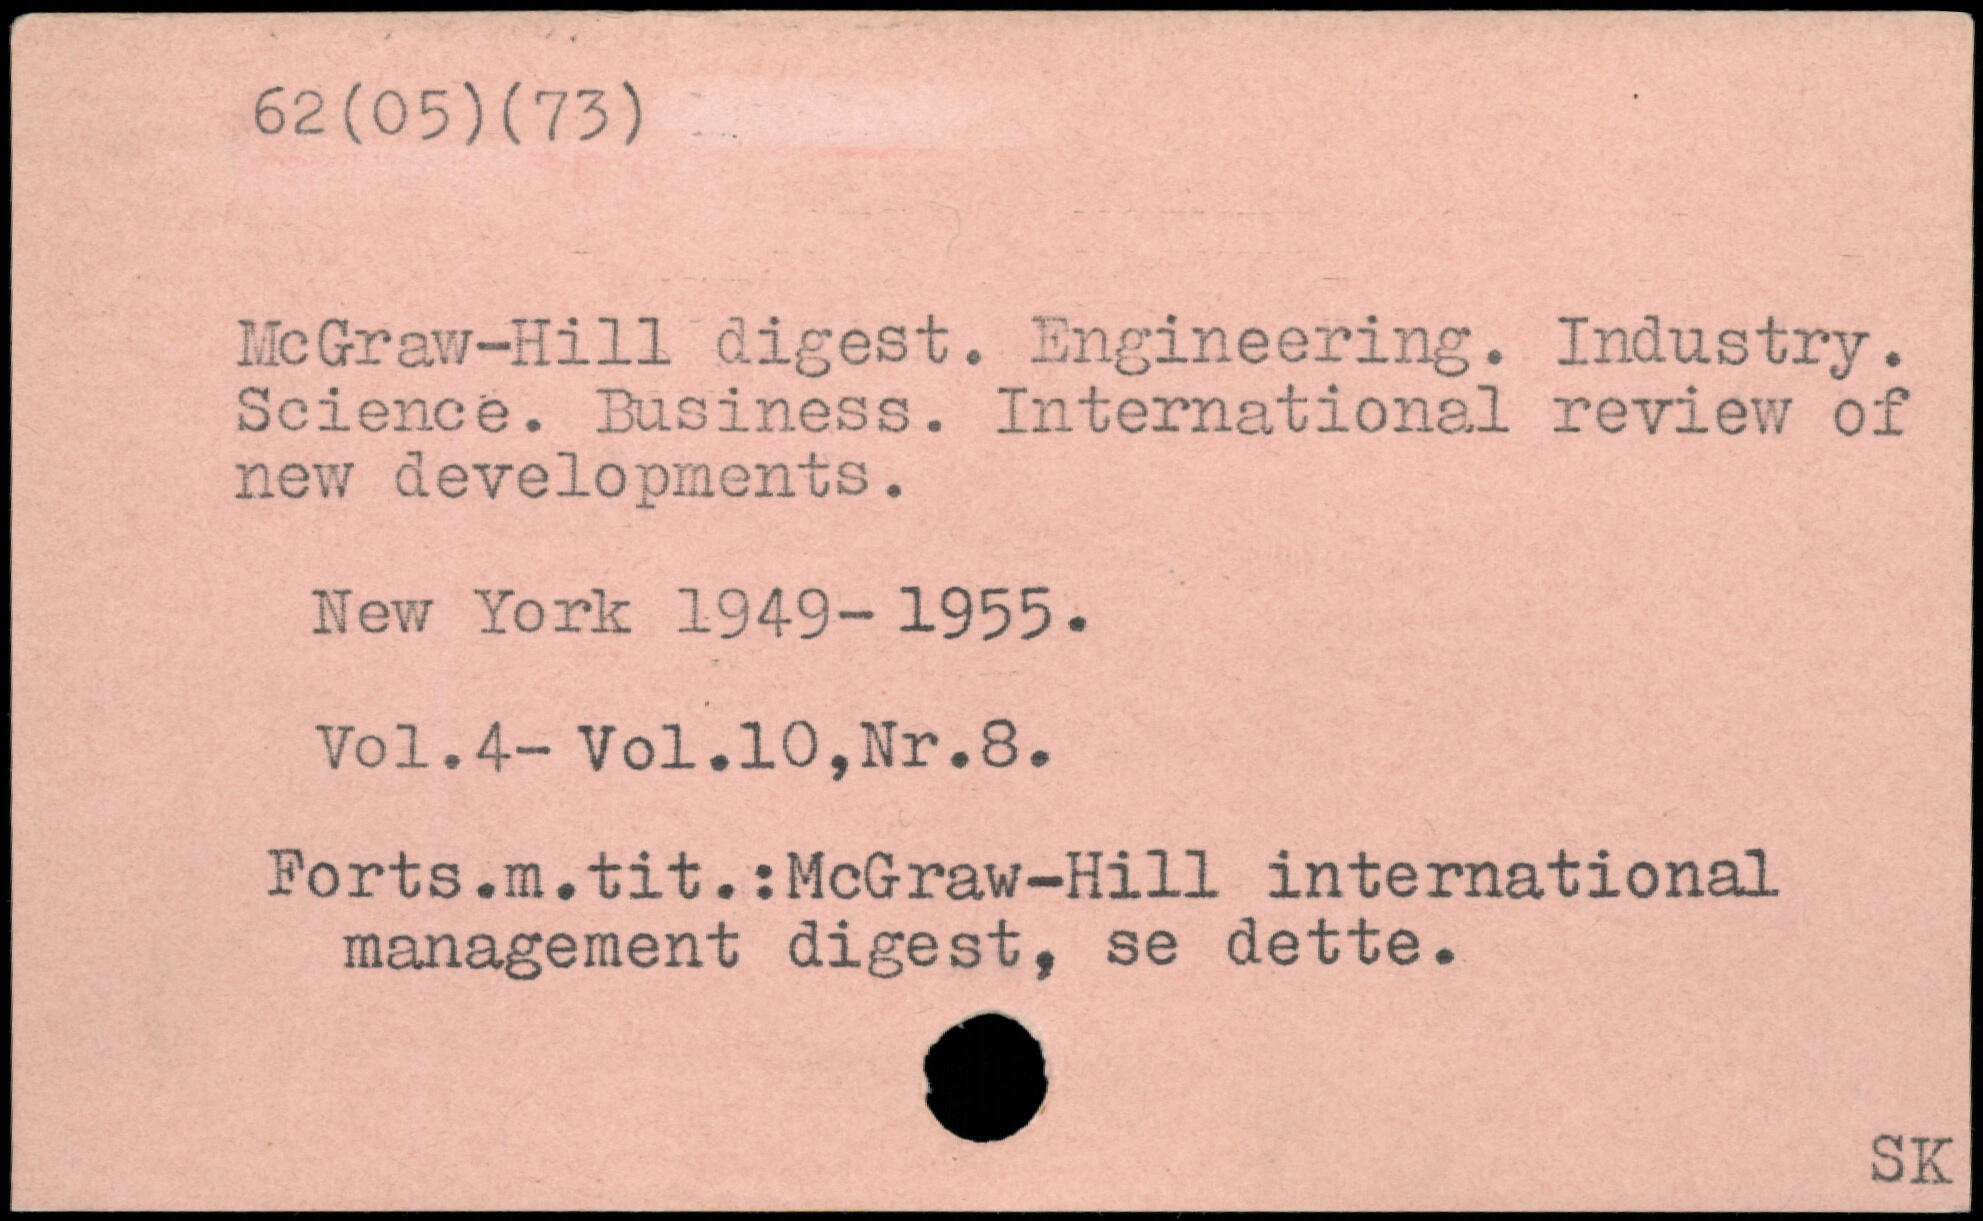 62(05)(73)
McGraw-Hill digest. Engineering. Industry.
Science. Business. International review of
new developments.
New York 1949- 1955.
Vol.4- Vol.10,Nr.8.
Forts.m.tit.:McGraw-Hill international
management digest, se dette.
SK